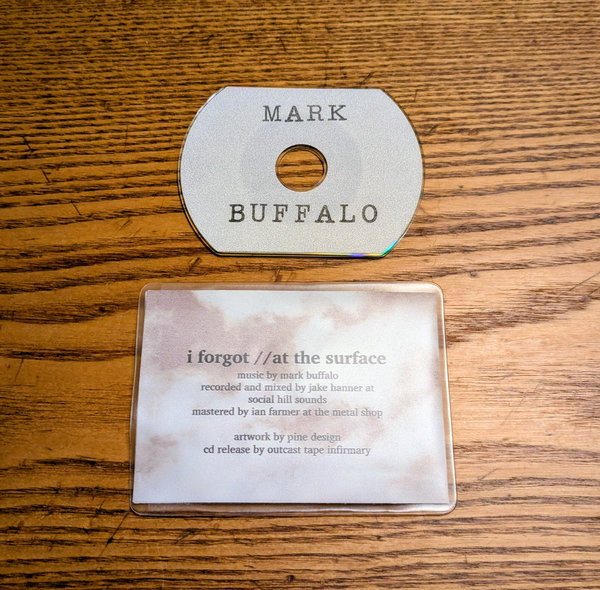 MARK
BUFFALO
i forgot //at the surface
music by mark buffalo
recorded and mixed by jake hanner at
social hill sounds
mastered by ian farmer at the metal shop
artwork by pine design
cd release by outcast tape infirmary